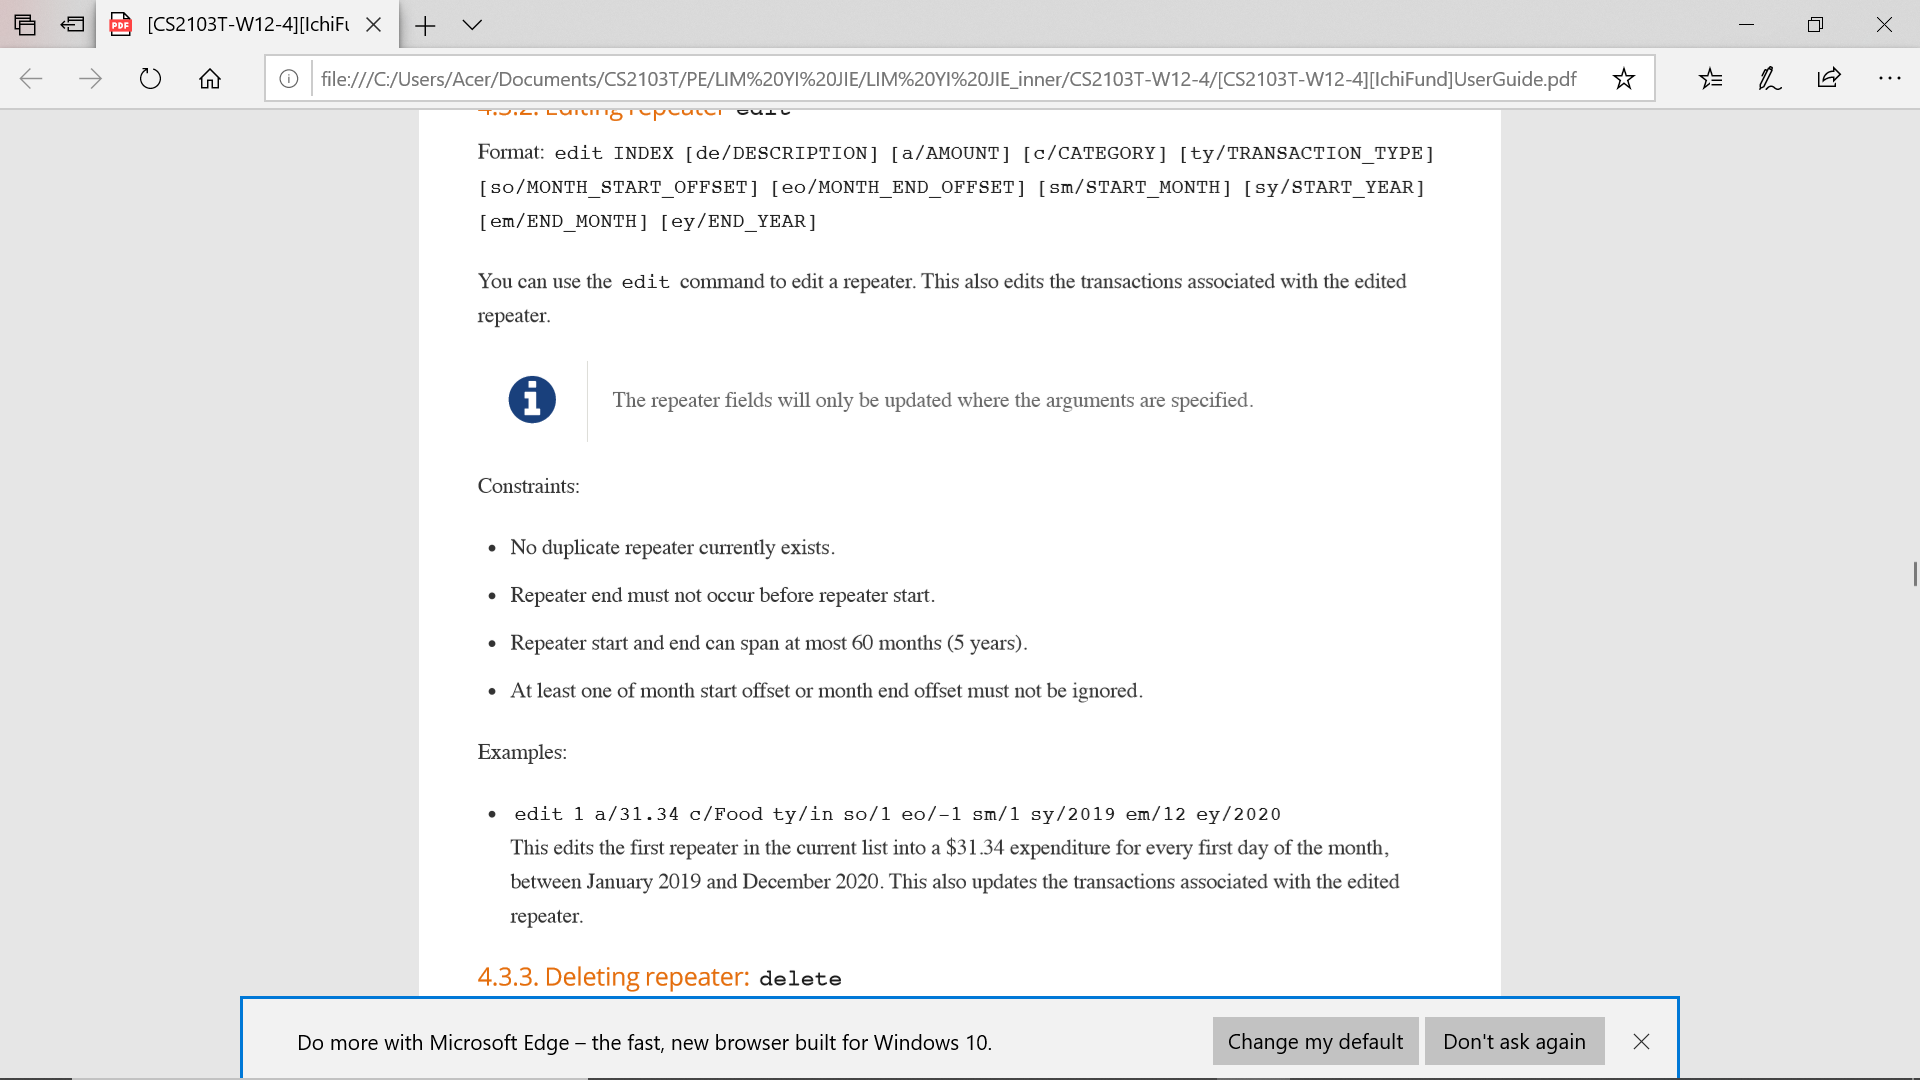 [CS2103T-W12-4][IchiFu
file:///C:/Users/Acer/Documents/CS2103T/PE/LIM%20YI%20JIE/LIM%20YI%20JIE_inner/CS2103T-W12-4/[CS2103T-W12-4][IchiFund]UserGuide.pdf
4.3.2. Editing repeater edit
Format: edit INDEX [de/DESCRIPTION] [a/AMOUNT] [c/CATEGORY] [ty/TRANSACTION_TYPE]
[so/MONTH_START_OFFSET] [eo/MONTH_END_OFFSET] [sm/START_MONTH] [sy/START_YEAR]
[em/END_MONTH] [ey/END_YEAR]
You can use the edit command to edit a repeater. This also edits the transactions associated with the edited
repeater.
The repeater fields will only be updated where the arguments are specified.
Constraints:
• No duplicate repeater currently exists.
• Repeater end must not occur before repeater start.
• Repeater start and end can span at most 60 months (5 years).
• At least one of month start offset or month end offset must not be ignored.
Examples:
• edit 1 a/31.34 c/Food ty/in so/1 eo/-1 sm/1 sy/2019 em/12 ey/2020
This edits the first repeater in the current list into a $31.34 expenditure for every first day of the month,
between January 2019 and December 2020. This also updates the transactions associated with the edited
repeater.
4.3.3. Deleting repeater: delete
Do more with Microsoft Edge – the fast, new browser built for Windows 10.
Change my default
Don't ask again